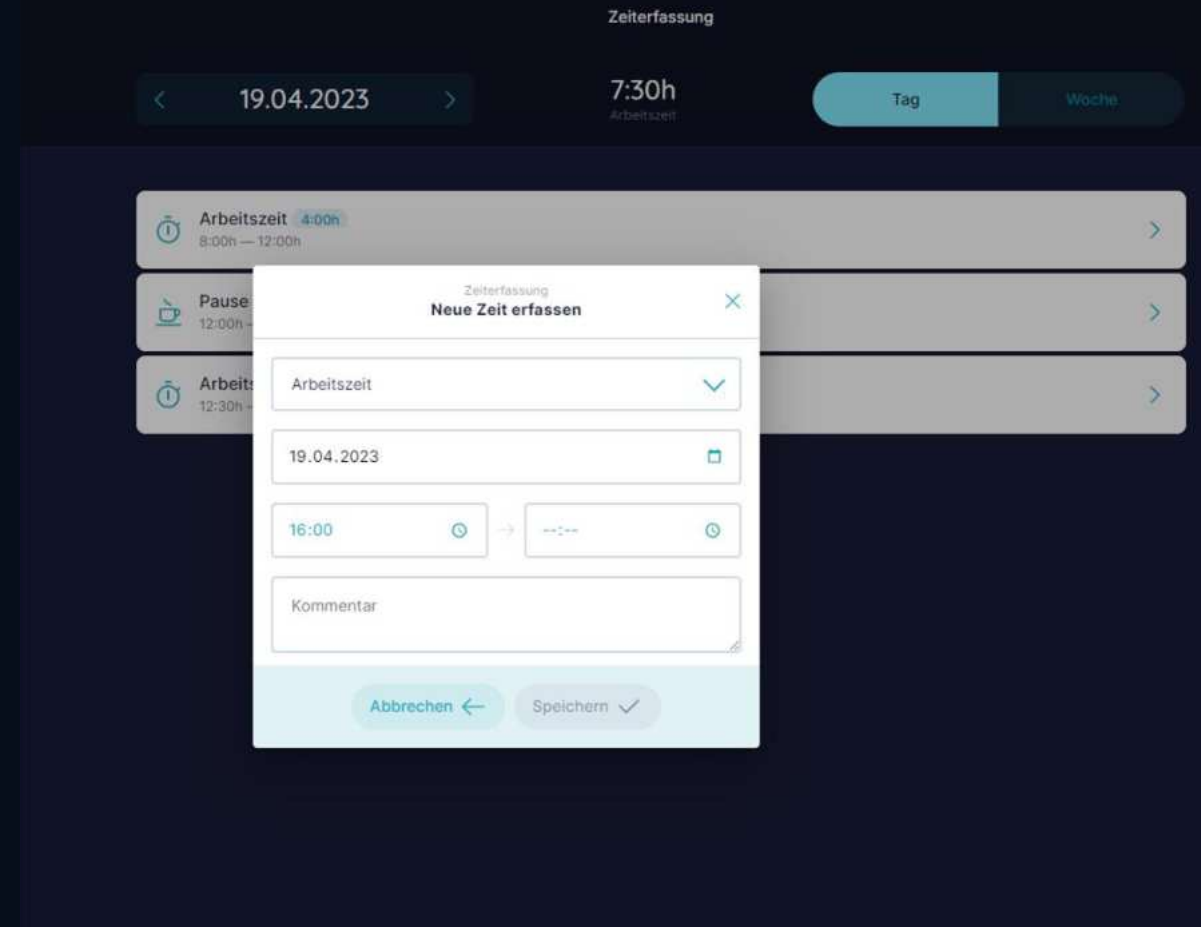 Zeiterfassung
19.04.2023
7:30h
Arbeitszeit
Tag
Woche
Arbeitszeit 4:00h
8:00h — 12:00h
Pause
12:00h
12:30h
Zeiterfassung
Neue Zeit erfassen
Arbeitszeit
19.04.2023
16:00
--:--
Kommentar
Abbrechen
Speichern